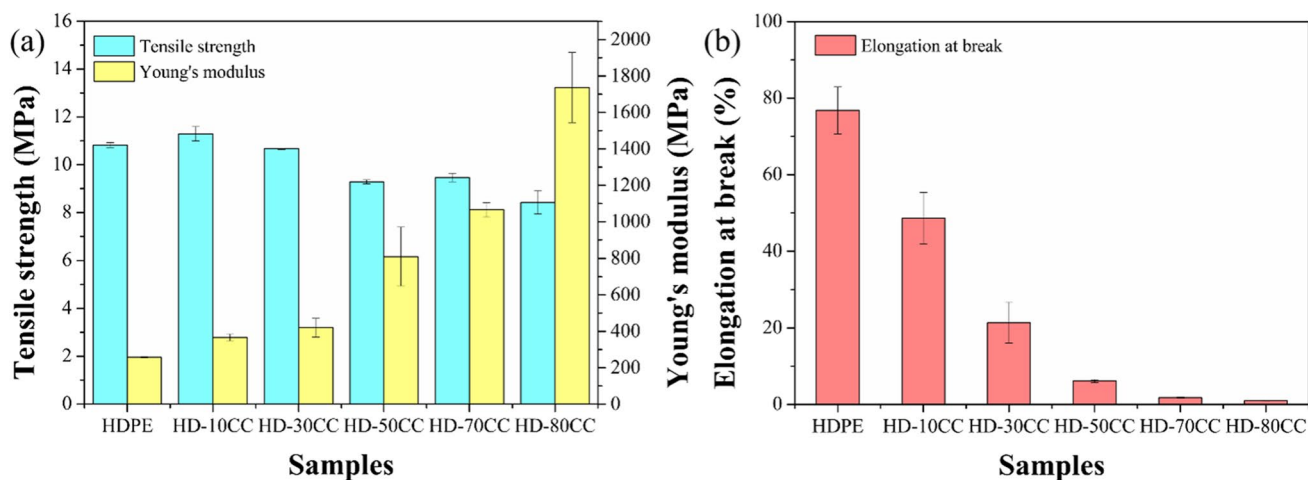 (a)
Tensile strength
Young's modulus
Tensile strength (MPa)
16
14
12
10
8
6
4
2
0
Young's modulus (MPa)
2000
1800
1600
1400
1200
1000
800
600
400
200
0
HDPE HD-10CC HD-30CC HD-50CC HD-70CC HD-80CC
Samples
(b)
Elongation at break
Elongation at break (%)
100
80
60
40
20
0
HDPE HD-10CC HD-30CC HD-50CC HD-70CC HD-80CC
Samples